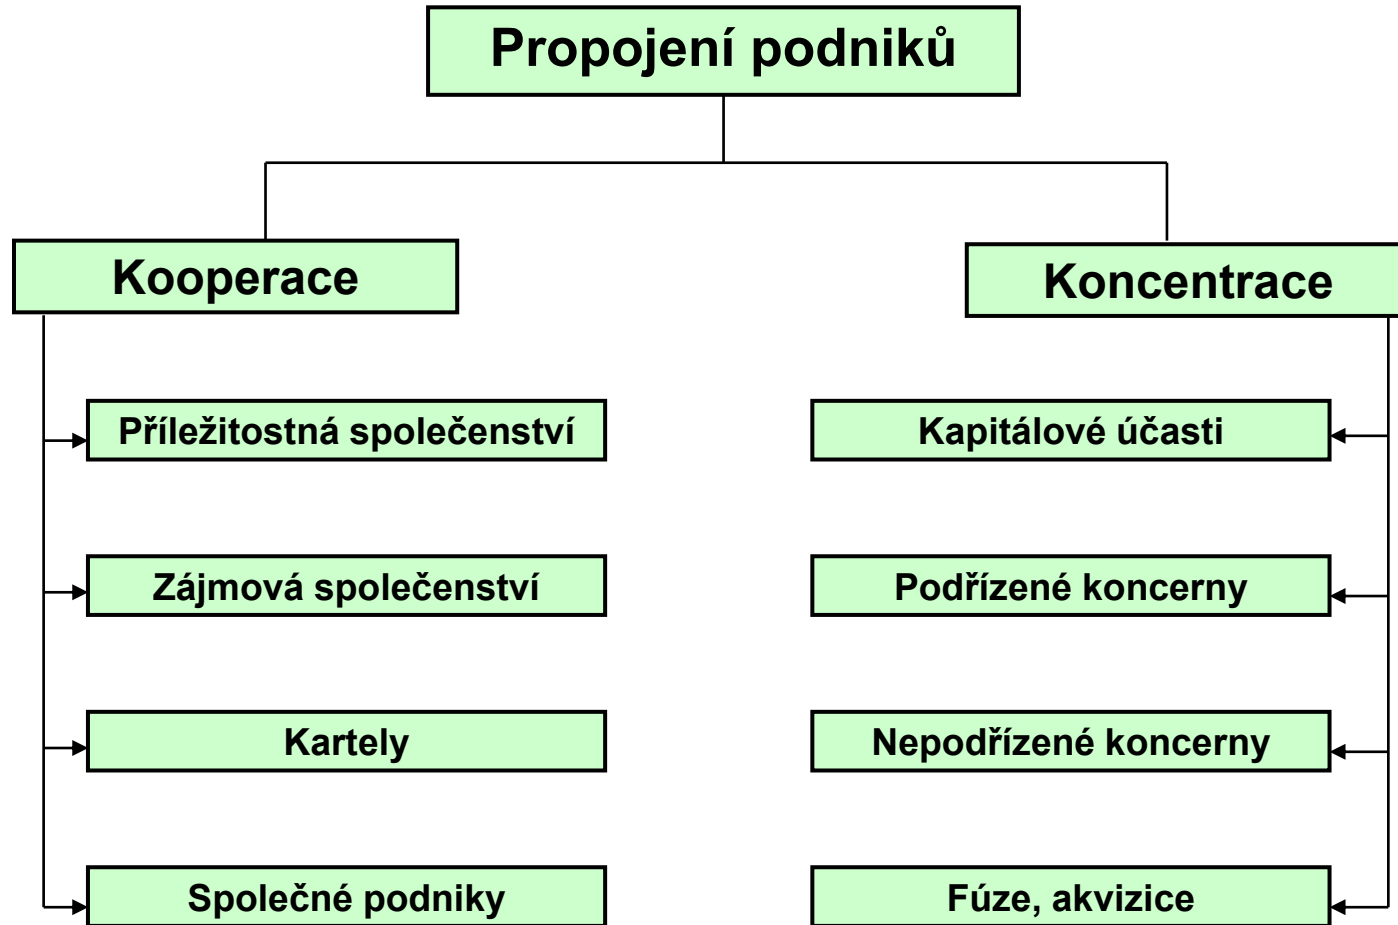 Propojení podniků
Kooperace
Koncentrace
Příležitostná společenství
Kapitálové účasti
Zájmová společenství
Podřízené koncerny
Kartely
Nepodřízené koncerny
Společné podniky
Fúze, akvizice